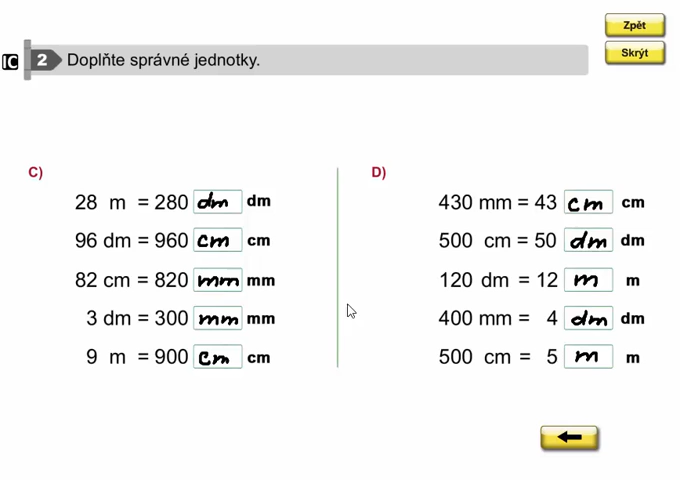 Zpět
Skrýt
IC 2 Doplňte správné jednotky.
C)
28 m = 280 dm dm
96 dm = 960 cm cm
82 cm = 820 mm mm
3 dm = 300 mm mm
9 m = 900 cm cm
D)
430 mm = 43 cm cm
500 cm = 50 dm dm
120 dm = 12 m m
400 mm = 4 dm dm
500 cm = 5 m m